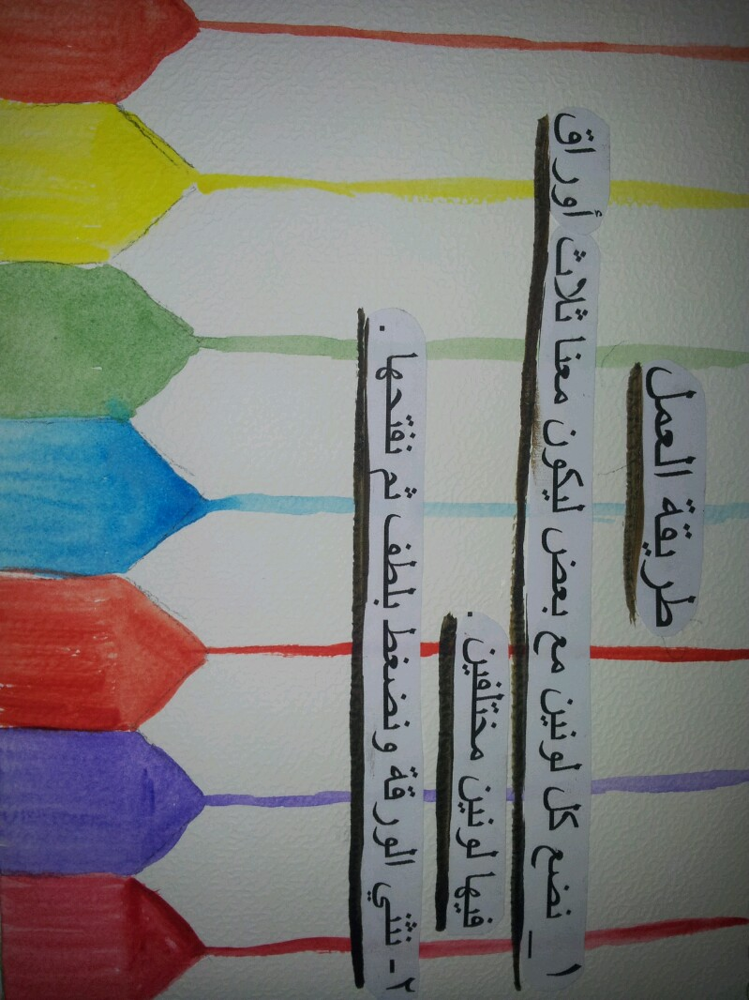 طريقة العمل
١_ نضع كل لونين مع بعض ليكون معنا ثلاث أوراق
فيها لونين مختلفين .
٢- نثني الورقة ونضغط بلطف ثم نفتحها .